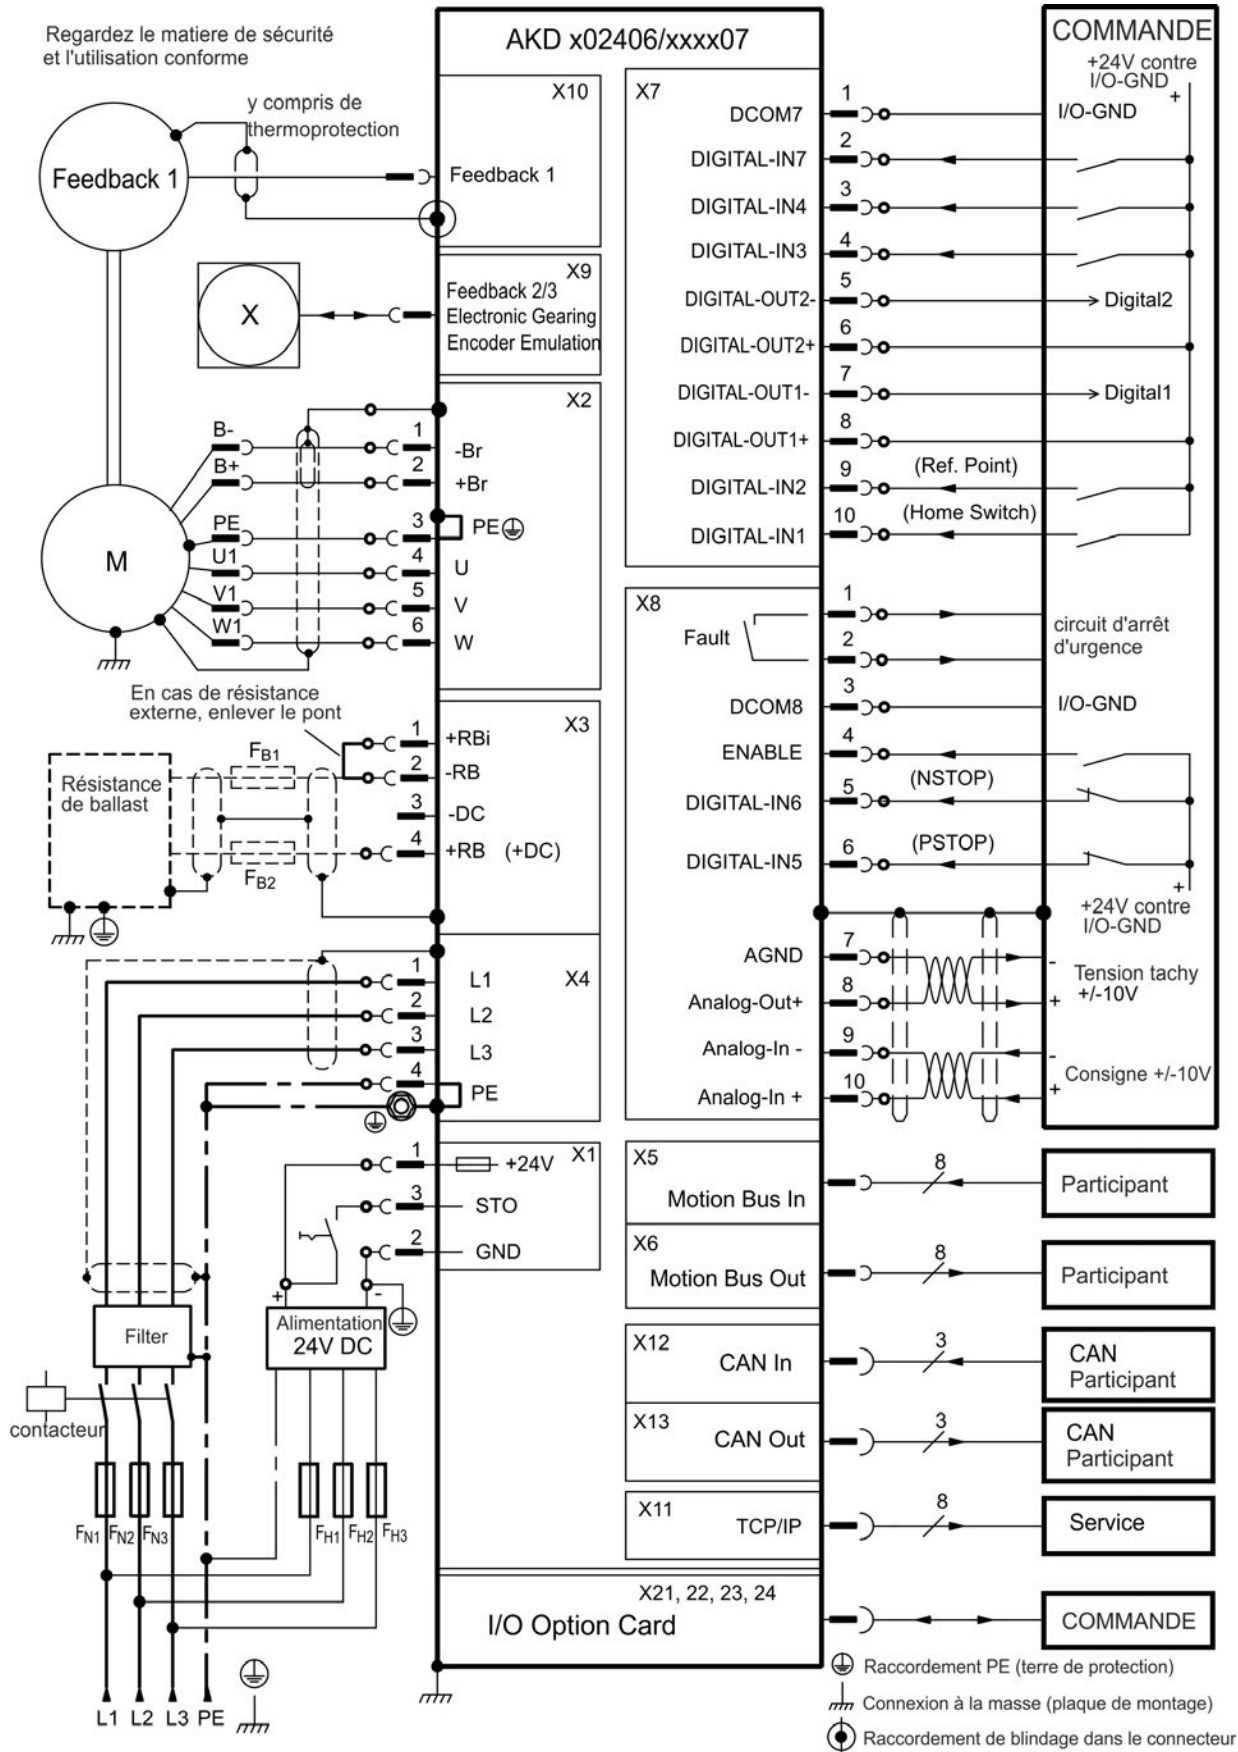 Regardez le matiere de sécurité
et l'utilisation conforme
AKD x02406/xxxx07
COMMANDE
+24V contre
I/O-GND
+
y compris de
thermoprotection
Feedback 1
X10
Feedback 1
X
X9
Feedback 2/3
Electronic Gearing
Encoder Emulation
X2
B-
1
-Br
B+
2
+Br
PE
3
PE
U1
4
U
V1
5
V
W1
6
W
M
En cas de résistance
externe, enlever le pont
X3
Résistance
de ballast
FB1
FB2
1
+RBi
2
-RB
3
-DC
4
+RB (+DC)
X4
1
L1
2
L2
3
L3
4
PE
X1
1
+24V
3
STO
2
GND
+
-
Alimentation
24V DC
Filter
contacteur
FN1
FN2
FN3
FH1
FH2
FH3
L1
L2
L3
PE
X7
DCOM7
1
I/O-GND
DIGITAL-IN7
2
DIGITAL-IN4
3
DIGITAL-IN3
4
DIGITAL-OUT2-
5
Digital2
DIGITAL-OUT2+
6
DIGITAL-OUT1-
7
Digital1
DIGITAL-OUT1+
8
DIGITAL-IN2
9
(Ref. Point)
DIGITAL-IN1
10
(Home Switch)
X8
Fault
1
2
circuit d'arrêt
d'urgence
DCOM8
3
I/O-GND
ENABLE
4
DIGITAL-IN6
5
(NSTOP)
DIGITAL-IN5
6
(PSTOP)
+
+24V contre
I/O-GND
AGND
7
-
Analog-Out+
8
+
Tension tachy
+/-10V
Analog-In -
9
-
Analog-In +
10
+
Consigne +/-10V
X5
Motion Bus In
8
Participant
X6
Motion Bus Out
8
Participant
X12
CAN In
3
CAN
Participant
X13
CAN Out
3
CAN
Participant
X11
TCP/IP
8
Service
X21, 22, 23, 24
I/O Option Card
COMMANDE
Raccordement PE (terre de protection)
Connexion à la masse (plaque de montage)
Raccordement de blindage dans le connecteur